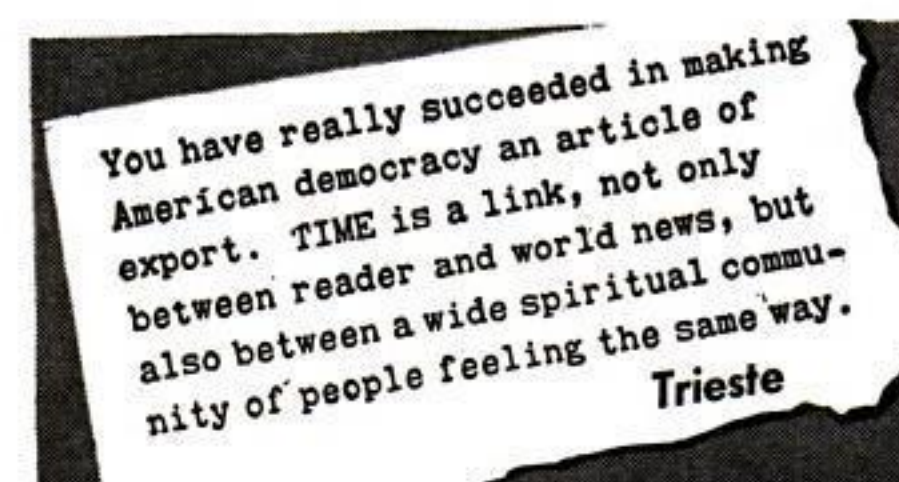 You have really succeeded in making
American democracy an article of
export. TIME is a link, not only
between reader and world news, but
also between a wide spiritual commu-
nity of people feeling the same way.
Trieste